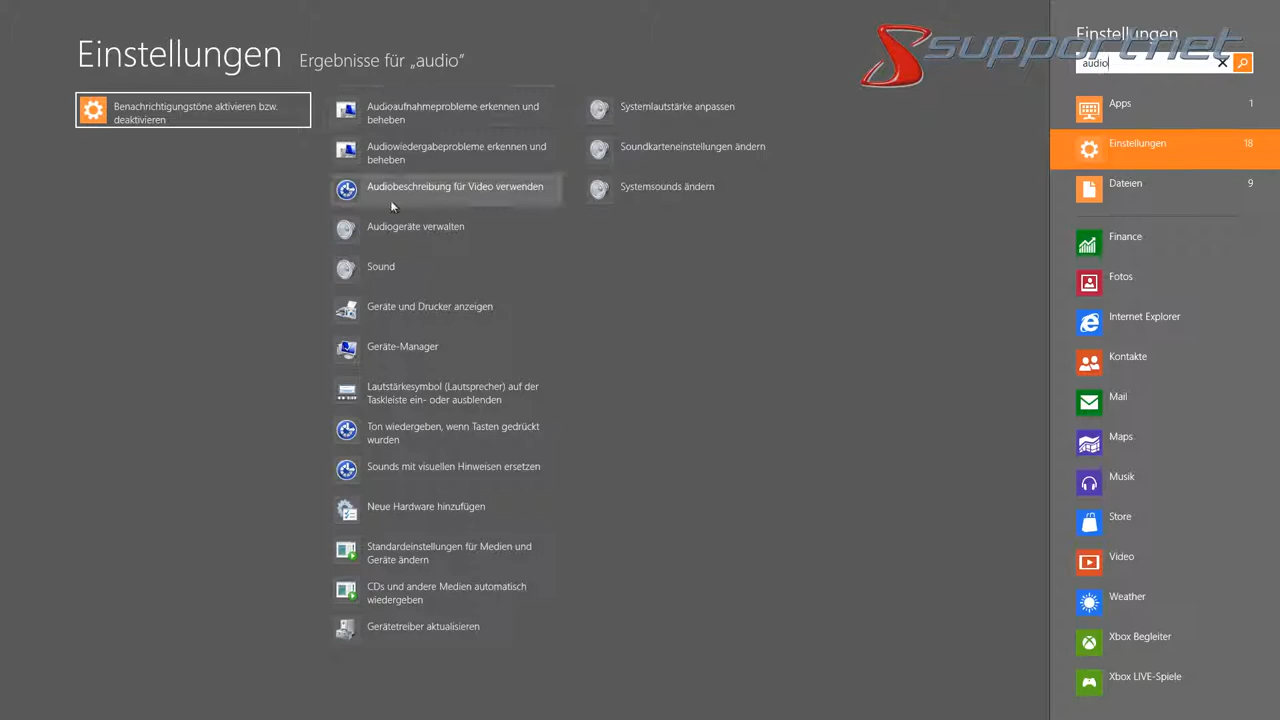 Einstellungen
Ergebnisse für „audio“
Benachrichtigungstöne aktivieren bzw.
deaktivieren
Audioaufnahmeprobleme erkennen und
beheben
Audiowiedergabeprobleme erkennen und
beheben
Audiobeschreibung für Video verwenden
Audiogeräte verwalten
Sound
Geräte und Drucker anzeigen
Geräte-Manager
Lautstärkesymbol (Lautsprecher) auf der
Taskleiste ein- oder ausblenden
Ton wiedergeben, wenn Tasten gedrückt
wurden
Sounds mit visuellen Hinweisen ersetzen
Neue Hardware hinzufügen
Standardeinstellungen für Medien und
Geräte ändern
CDs und andere Medien automatisch
wiedergeben
Gerätetreiber aktualisieren
Systemlautstärke anpassen
Soundkarteneinstellungen ändern
Systemsounds ändern
supportnet
Einstellungen
audio
Apps 1
Einstellungen 18
Dateien 9
Finance
Fotos
Internet Explorer
Kontakte
Mail
Maps
Musik
Store
Video
Weather
Xbox Begleiter
Xbox LIVE-Spiele